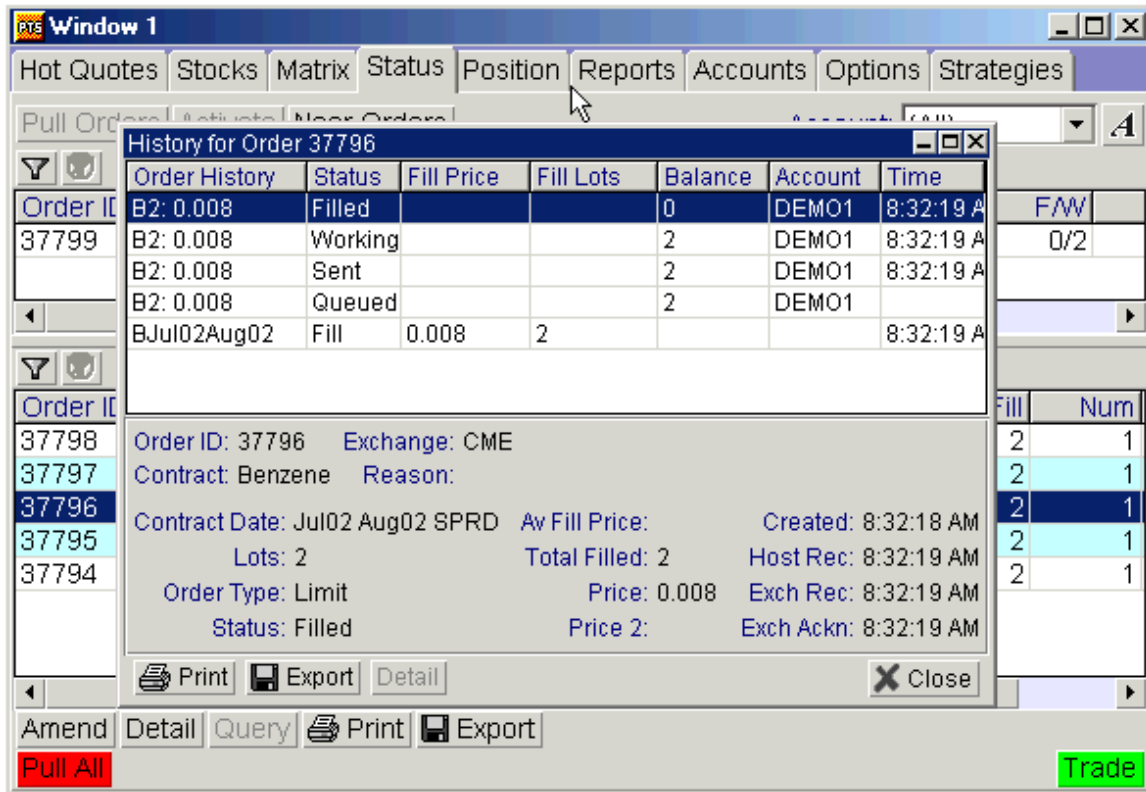 PTS Window 1
Hot Quotes Stocks Matrix Status Position Reports Accounts Options Strategies
Pull Orders Activate Near Orders Account: (All) A
History for Order 37796
Order History Status Fill Price Fill Lots Balance Account Time
B2: 0.008 Filled 0 DEMO1 8:32:19 A
B2: 0.008 Working 2 DEMO1 8:32:19 A
B2: 0.008 Sent 2 DEMO1 8:32:19 A
B2: 0.008 Queued 2 DEMO1
BJul02Aug02 Fill 0.008 2 8:32:19 A
Order ID F/W
37799 0/2
Order ID Fill Num
37798 2 1
37797 2 1
37796 2 1
37795 2 1
37794 2 1
Order ID: 37796 Exchange: CME
Contract: Benzene Reason:
Contract Date: Jul02 Aug02 SPRD Av Fill Price: Created: 8:32:18 AM
Lots: 2 Total Filled: 2 Host Rec: 8:32:19 AM
Order Type: Limit Price: 0.008 Exch Rec: 8:32:19 AM
Status: Filled Price 2: Exch Ackn: 8:32:19 AM
Print Export Detail Close
Amend Detail Query Print Export
Pull All Trade